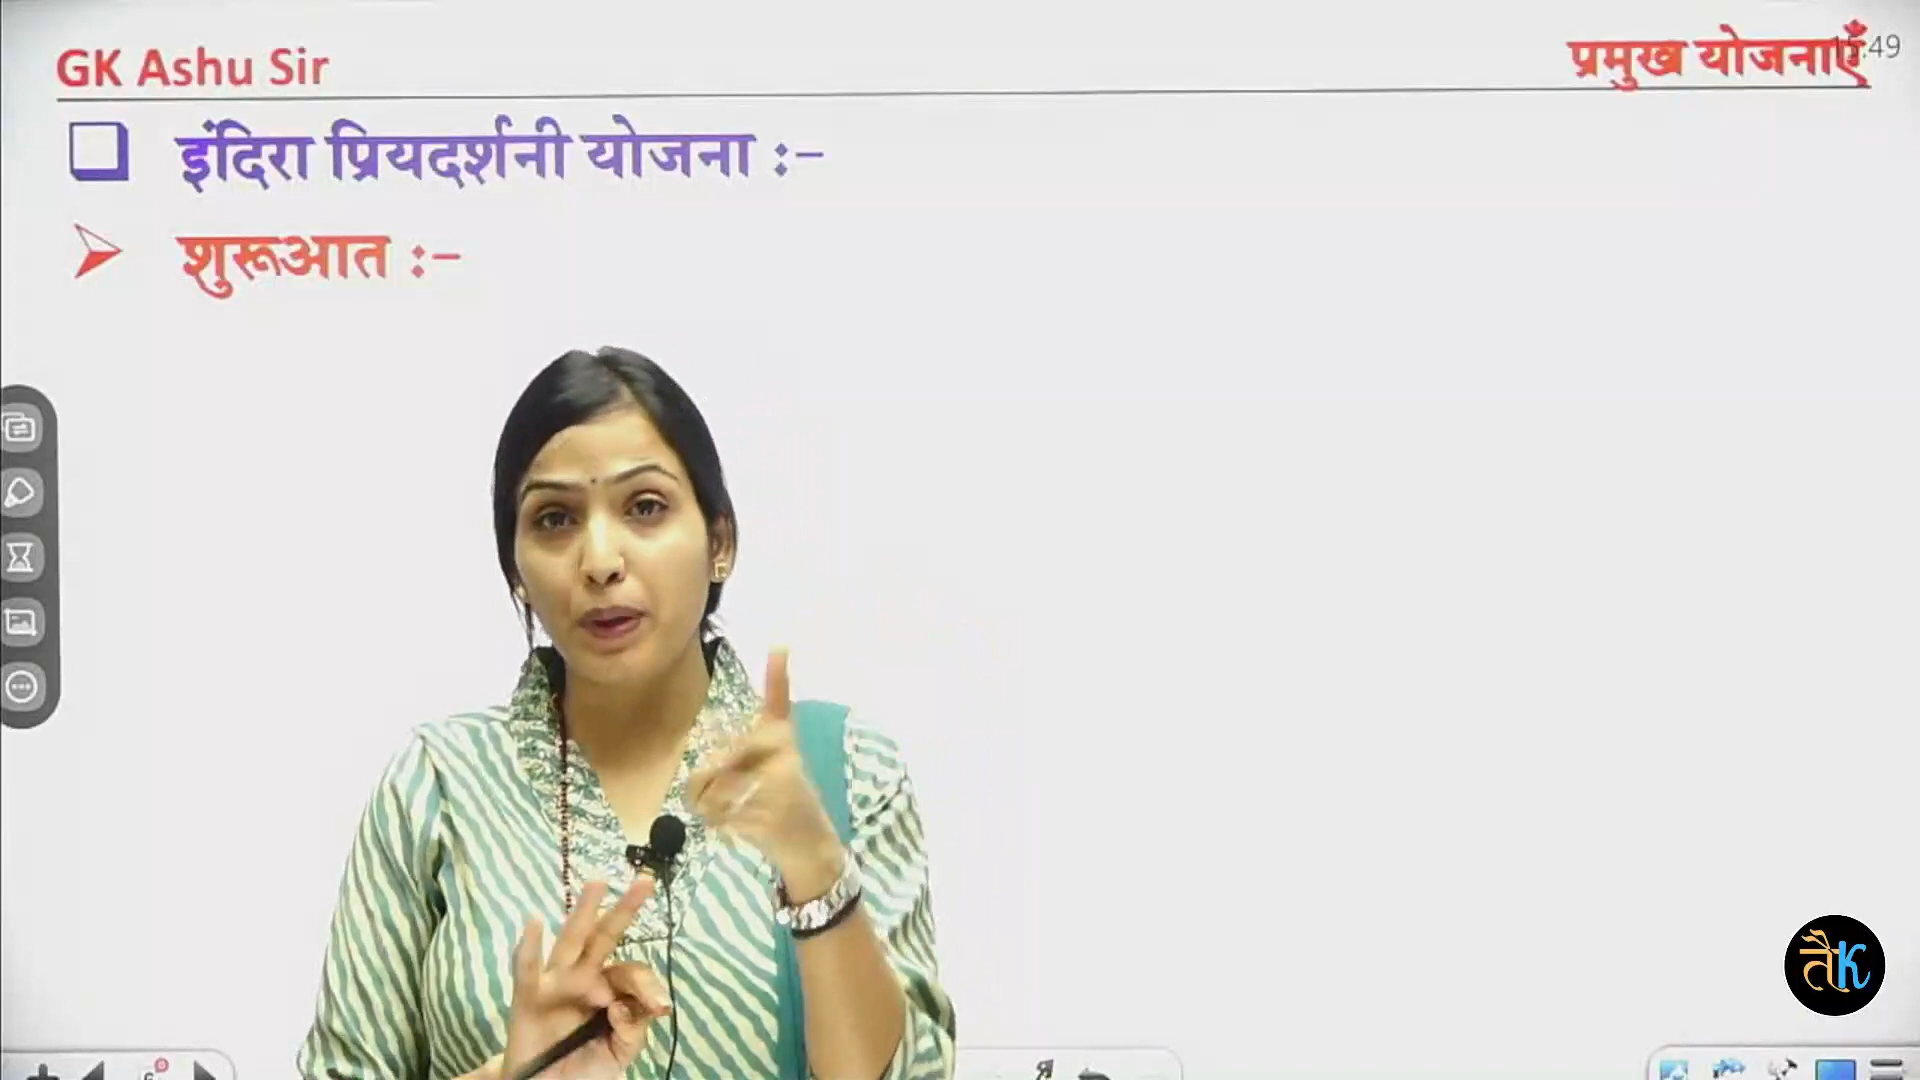 GK Ashu Sir
प्रमुख योजनाएँ
इंदिरा प्रियदर्शनी योजना :-
शुरूआत :-
तैK